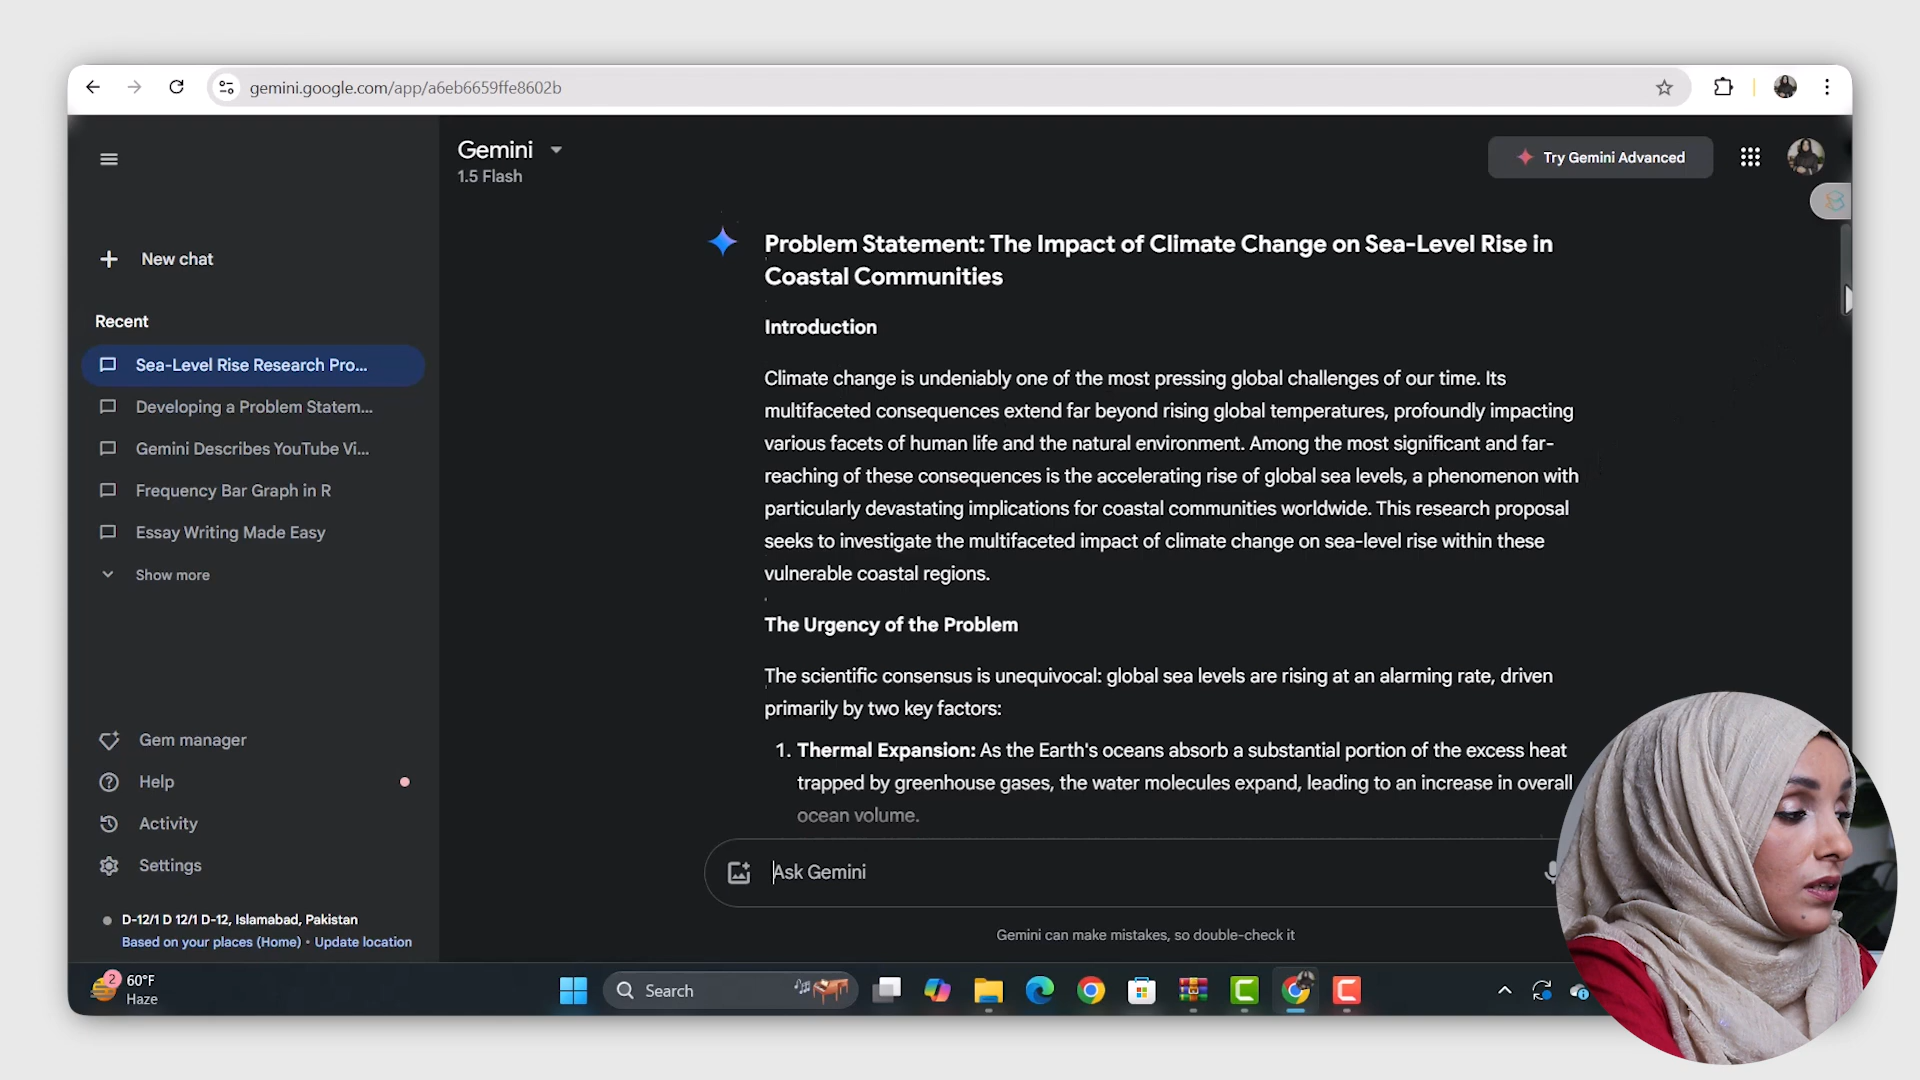 gemini.google.com/app/a6eb6659ffe8602b
Gemini
1.5 Flash
Try Gemini Advanced
New chat
Recent
Sea-Level Rise Research Pro...
Developing a Problem Statem...
Gemini Describes YouTube Vi...
Frequency Bar Graph in R
Essay Writing Made Easy
Show more
Gem manager
Help
Activity
Settings
D-12/1 D 12/1 D-12, Islamabad, Pakistan
Based on your places (Home) • Update location
Problem Statement: The Impact of Climate Change on Sea-Level Rise in
Coastal Communities
Introduction
Climate change is undeniably one of the most pressing global challenges of our time. Its
multifaceted consequences extend far beyond rising global temperatures, profoundly impacting
various facets of human life and the natural environment. Among the most significant and far-
reaching of these consequences is the accelerating rise of global sea levels, a phenomenon with
particularly devastating implications for coastal communities worldwide. This research proposal
seeks to investigate the multifaceted impact of climate change on sea-level rise within these
vulnerable coastal regions.
The Urgency of the Problem
The scientific consensus is unequivocal: global sea levels are rising at an alarming rate, driven
primarily by two key factors:
1. Thermal Expansion: As the Earth's oceans absorb a substantial portion of the excess heat
trapped by greenhouse gases, the water molecules expand, leading to an increase in overall
ocean volume.
Ask Gemini
Gemini can make mistakes, so double-check it
2
60°F
Haze
Search